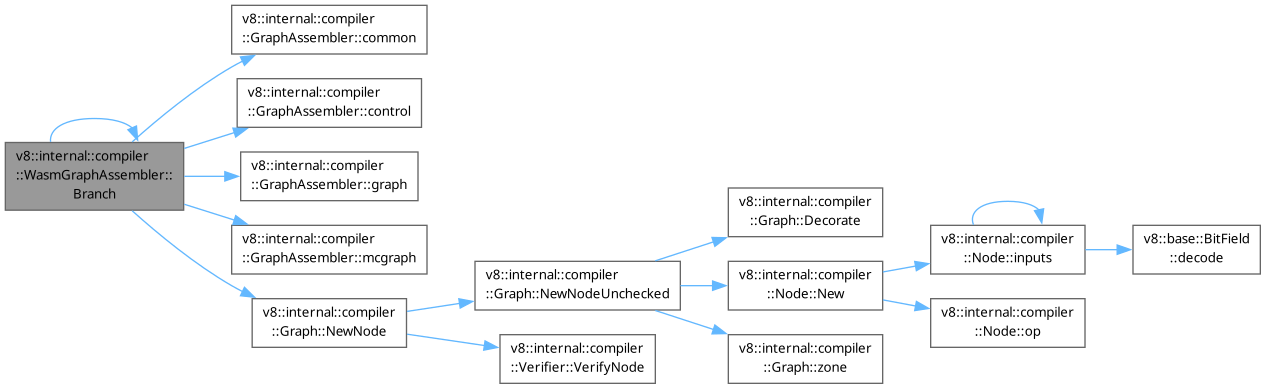 v8::internal::compiler
::WasmGraphAssembler::
Branch
v8::internal::compiler
::GraphAssembler::common
v8::internal::compiler
::GraphAssembler::control
v8::internal::compiler
::GraphAssembler::graph
v8::internal::compiler
::GraphAssembler::mcgraph
v8::internal::compiler
::Graph::NewNode
v8::internal::compiler
::Graph::NewNodeUnchecked
v8::internal::compiler
::Verifier::VerifyNode
v8::internal::compiler
::Graph::Decorate
v8::internal::compiler
::Node::New
v8::internal::compiler
::Graph::zone
v8::internal::compiler
::Node::inputs
v8::internal::compiler
::Node::op
v8::base::BitField
::decode